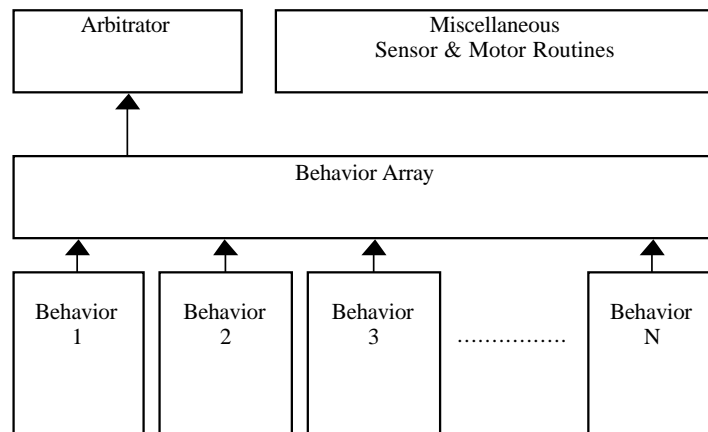 Arbitrator
Miscellaneous
Sensor & Motor Routines
Behavior Array
Behavior
1
Behavior
2
Behavior
3
................
Behavior
N